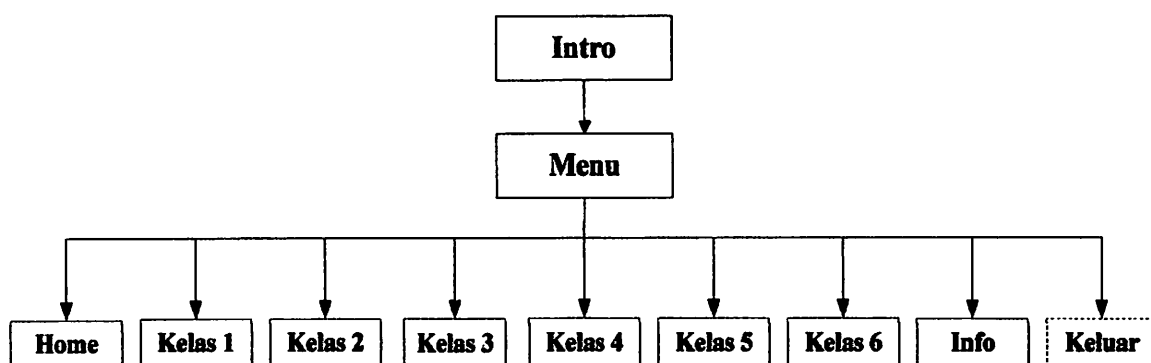 Intro
Menu
Home
Kelas 1
Kelas 2
Kelas 3
Kelas 4
Kelas 5
Kelas 6
Info
Keluar